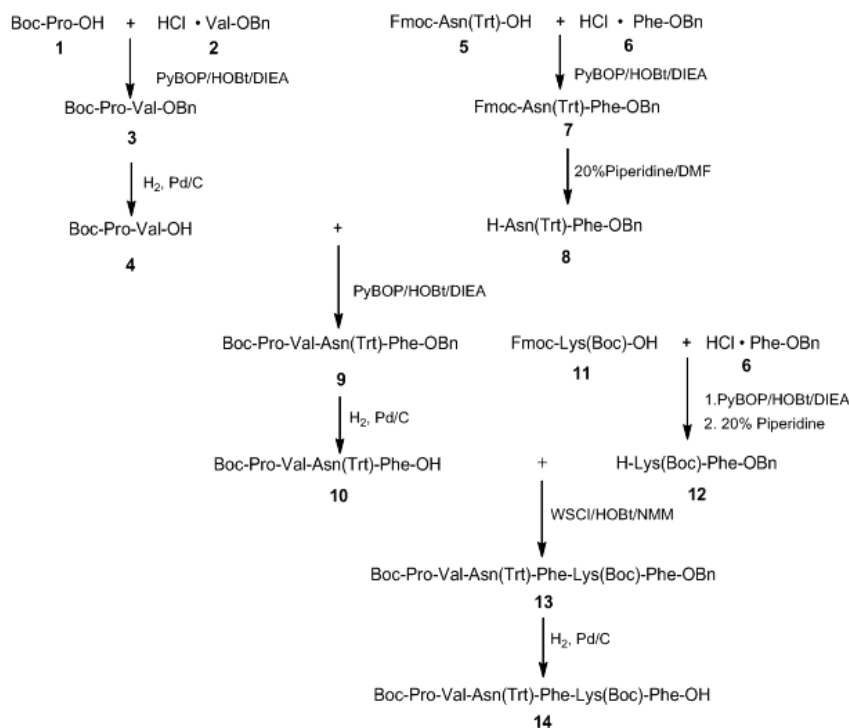 Boc-Pro-OH + HCl • Val-OBn
1 2
PyBOP/HOBt/DIEA
Boc-Pro-Val-OBn
3
H₂, Pd/C
Boc-Pro-Val-OH
4
Fmoc-Asn(Trt)-OH + HCl • Phe-OBn
5 6
PyBOP/HOBt/DIEA
Fmoc-Asn(Trt)-Phe-OBn
7
20%Piperidine/DMF
+
H-Asn(Trt)-Phe-OBn
8
PyBOP/HOBt/DIEA
Boc-Pro-Val-Asn(Trt)-Phe-OBn
9
H₂, Pd/C
Boc-Pro-Val-Asn(Trt)-Phe-OH
10
Fmoc-Lys(Boc)-OH + HCl • Phe-OBn
11 6
1.PyBOP/HOBt/DIEA
2. 20% Piperidine
+
H-Lys(Boc)-Phe-OBn
12
WSCI/HOBt/NMM
Boc-Pro-Val-Asn(Trt)-Phe-Lys(Boc)-Phe-OBn
13
H₂, Pd/C
Boc-Pro-Val-Asn(Trt)-Phe-Lys(Boc)-Phe-OH
14